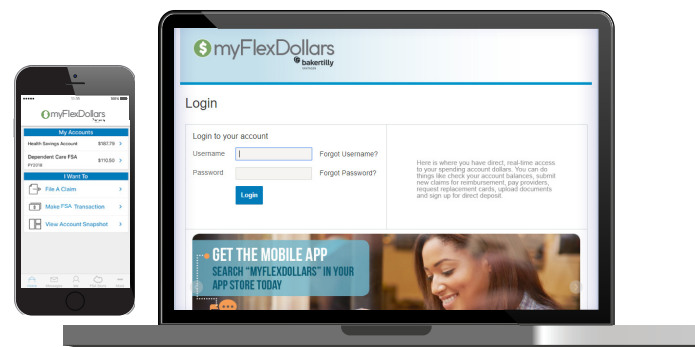 myFlexDollars
My Accounts
Health Savings Account $187.79 >
Dependent Care FSA $110.50 >
PY2016
I Want To
File A Claim >
Make FSA Transaction >
View Account Snapshot >
$ myFlexDollars
bakertilly
Login
Login to your account
Username Forgot Username?
Password Forgot Password?
Login
Here is where you have direct, real-time access
to your spending account dollars. You can do
things like check your account balances, submit
new claims for reimbursement, pay providers,
request replacement cards, upload documents
and sign up for direct deposit.
GET THE MOBILE APP
SEARCH "MYFLEXDOLLARS" IN YOUR
APP STORE TODAY